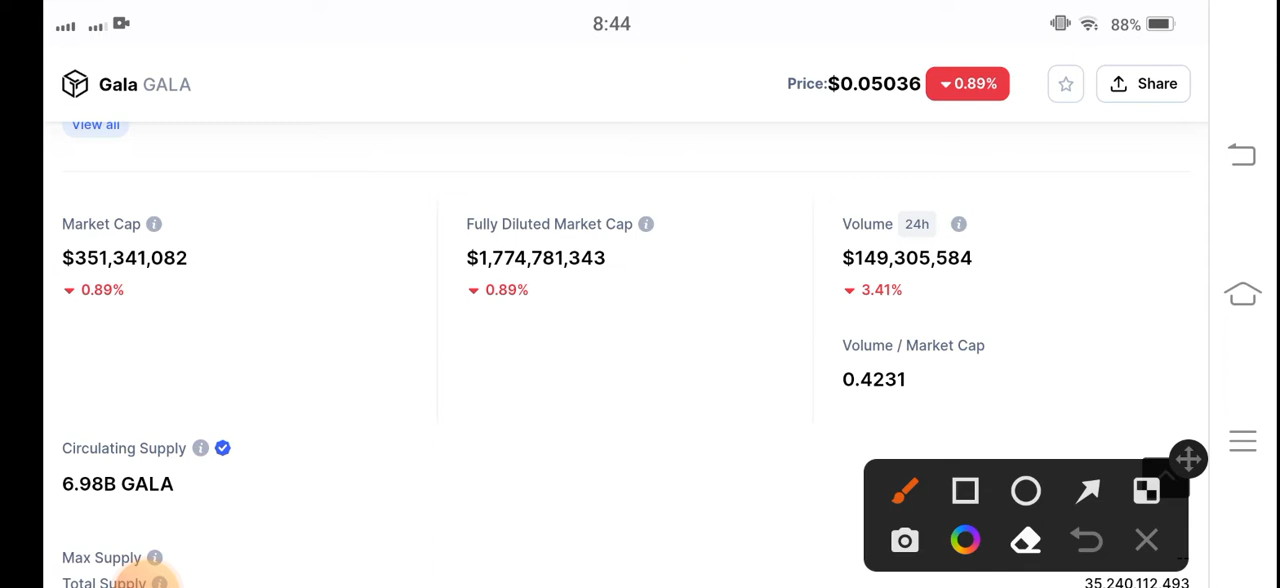 8:44
88%
Gala GALA
Price:$0.05036 0.89%
Share
View all
Market Cap
$351,341,082
0.89%
Fully Diluted Market Cap
$1,774,781,343
0.89%
Volume 24h
$149,305,584
3.41%
Volume / Market Cap
0.4231
Circulating Supply
6.98B GALA
Max Supply
--
Total Supply
35,240,112,493